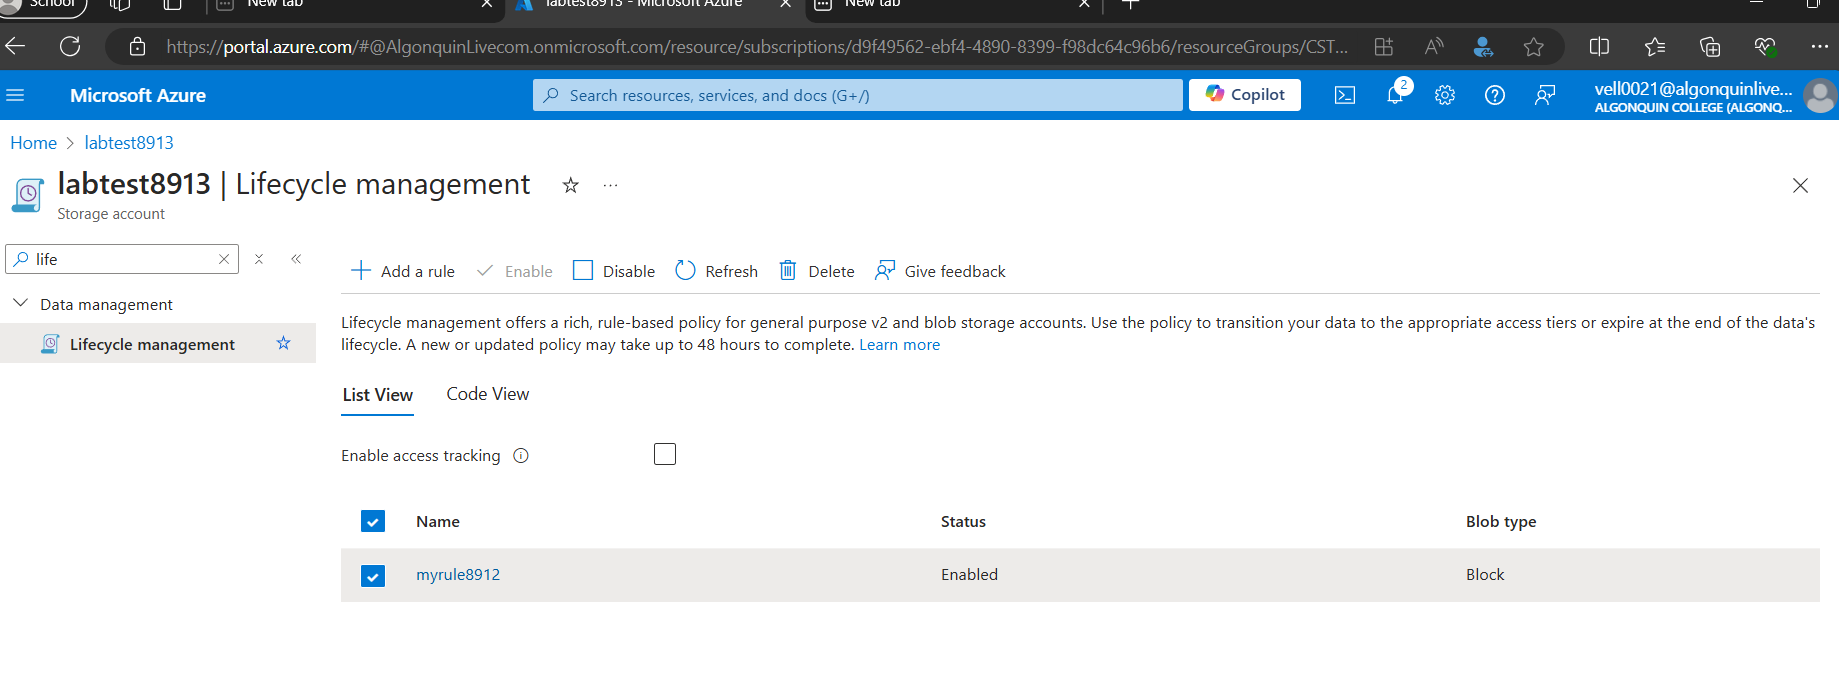 School
New tab
labtest8913 - Microsoft Azure
New tab
https://portal.azure.com/#@AlgonquinLivecom.onmicrosoft.com/resource/subscriptions/d9f49562-ebf4-4890-8399-f98dc64c96b6/resourceGroups/CST...
Microsoft Azure
Search resources, services, and docs (G+/)
Copilot
2
vell0021@algonquinlive...
ALGONQUIN COLLEGE (ALGONQ...
Home > labtest8913
labtest8913 | Lifecycle management
Storage account
life
Data management
Lifecycle management
Add a rule
Enable
Disable
Refresh
Delete
Give feedback
Lifecycle management offers a rich, rule-based policy for general purpose v2 and blob storage accounts. Use the policy to transition your data to the appropriate access tiers or expire at the end of the data's
lifecycle. A new or updated policy may take up to 48 hours to complete. Learn more
List View
Code View
Enable access tracking
Name Status Blob type
myrule8912 Enabled Block